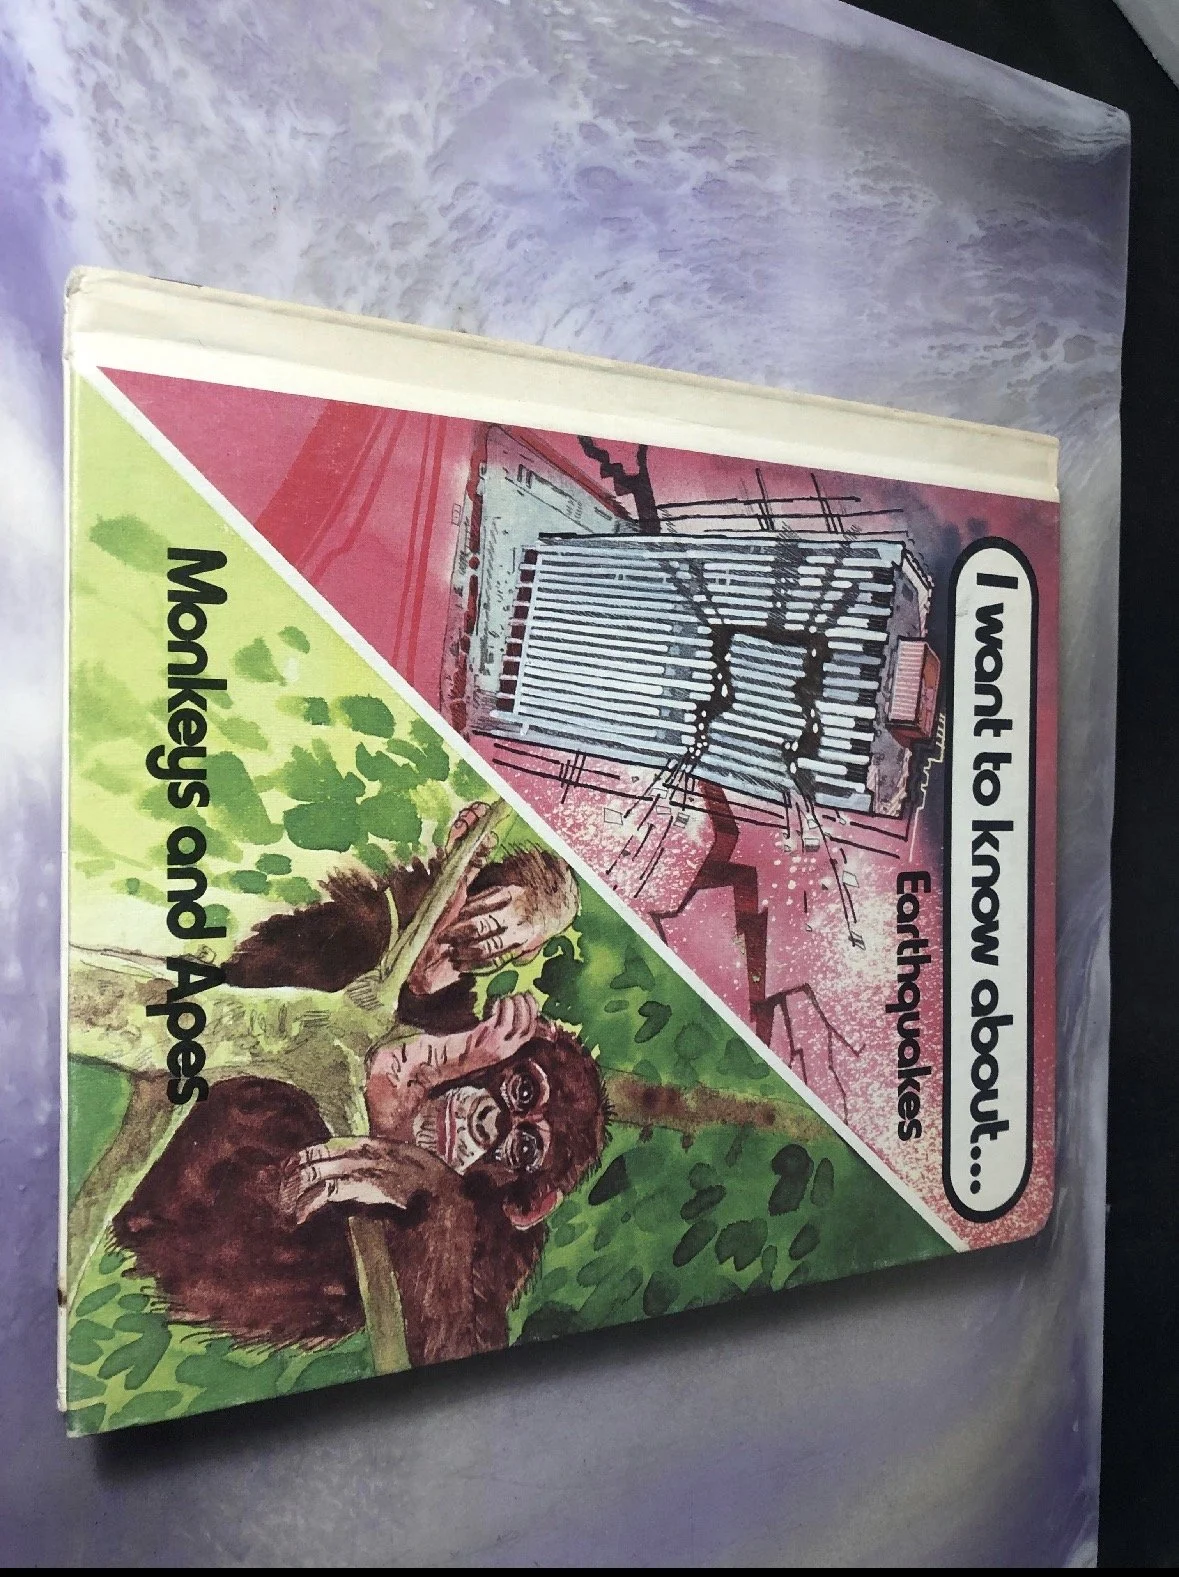 I want to know about...
Earthquakes
Monkeys and Apes